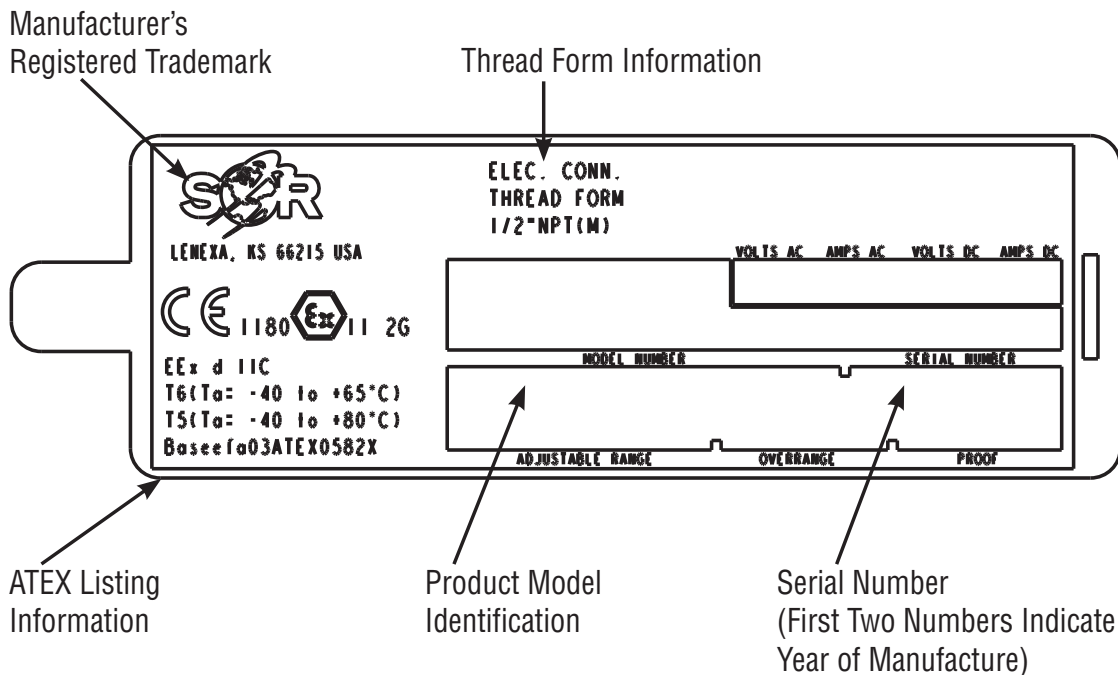 Manufacturer’s
Registered Trademark
Thread Form Information
SOR
ELEC. CONN.
THREAD FORM
1/2"NPT(M)
LENEXA, KS 66215 USA
VOLTS AC AMPS AC VOLTS DC AMPS DC
CE 1180 Ex II 2G
MODEL NUMBER SERIAL NUMBER
EEx d IIC
T6(Ta= -40 to +65°C)
T5(Ta= -40 to +80°C)
Baseefa03ATEX0582X
ADJUSTABLE RANGE OVERRANGE PROOF
ATEX Listing
Information
Product Model
Identification
Serial Number
(First Two Numbers Indicate
Year of Manufacture)